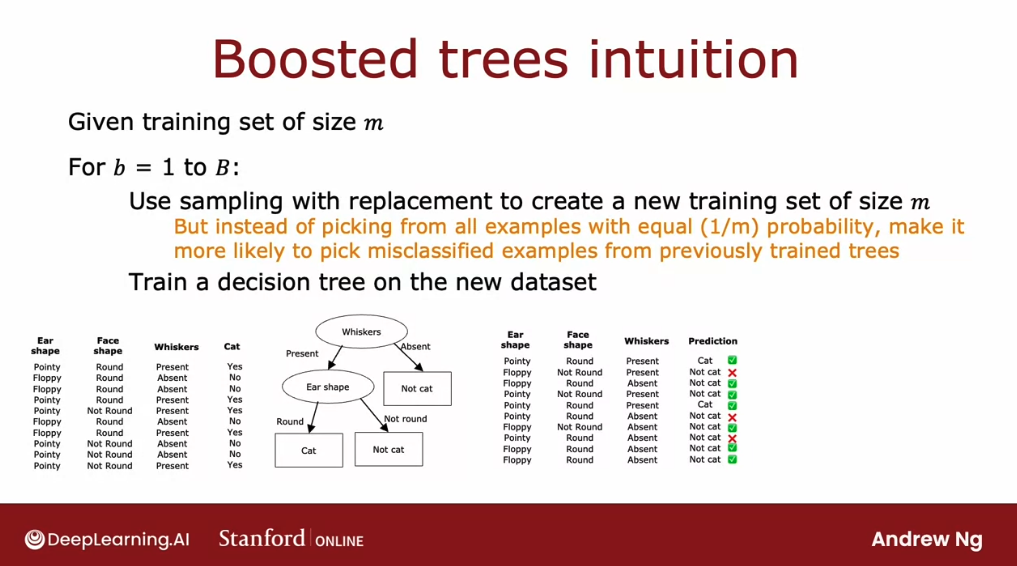 Boosted trees intuition
Given training set of size m
For b = 1 to B:
Use sampling with replacement to create a new training set of size m
But instead of picking from all examples with equal (1/m) probability, make it
more likely to pick misclassified examples from previously trained trees
Train a decision tree on the new dataset
Ear shape Face shape Whiskers Cat
Pointy Round Present Yes
Floppy Round Absent No
Floppy Round Absent No
Pointy Round Present Yes
Pointy Not Round Present Yes
Floppy Round Absent No
Floppy Round Present Yes
Pointy Not Round Absent No
Pointy Not Round Absent No
Pointy Not Round Present Yes
Whiskers
Present Absent
Ear shape Not cat
Round Not round
Cat Not cat
Ear shape Face shape Whiskers Prediction
Pointy Round Present Cat ✅
Floppy Not Round Present Not cat ❌
Floppy Round Absent Not cat ✅
Pointy Not Round Present Not cat ✅
Pointy Round Present Cat ✅
Pointy Round Absent Not cat ❌
Floppy Not Round Absent Not cat ✅
Pointy Round Absent Not cat ❌
Floppy Round Absent Not cat ✅
Floppy Round Absent Not cat ✅
DeepLearning.AI Stanford ONLINE Andrew Ng